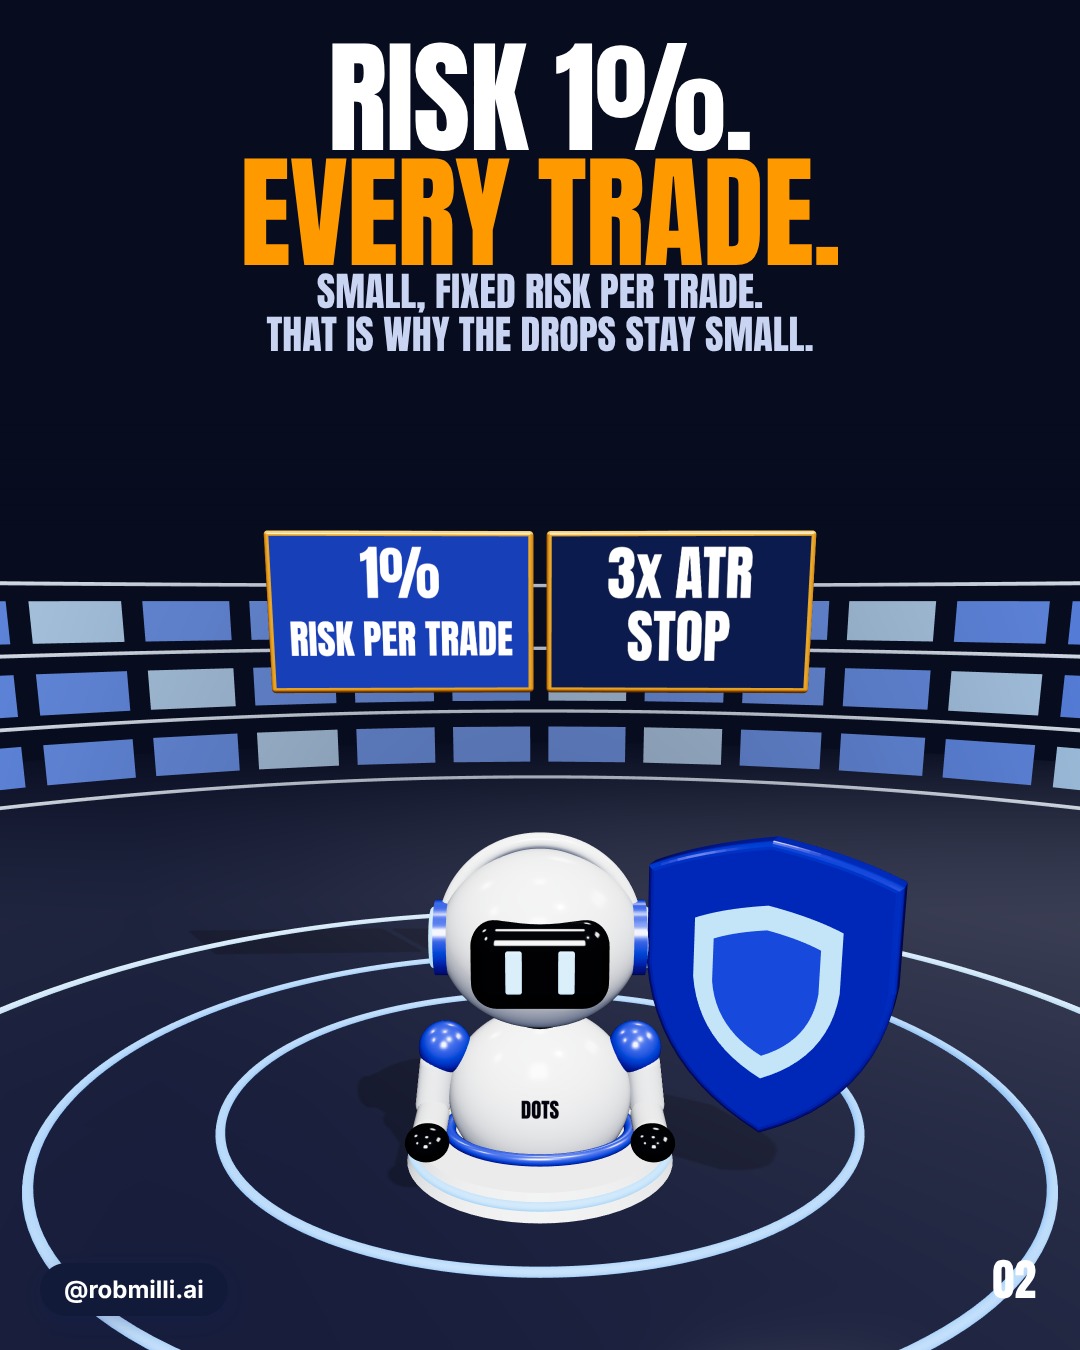 RISK 1%.
EVERY TRADE.
SMALL, FIXED RISK PER TRADE.
THAT IS WHY THE DROPS STAY SMALL.
1%
RISK PER TRADE
3x ATR
STOP
DOTS
@robmilli.ai
02